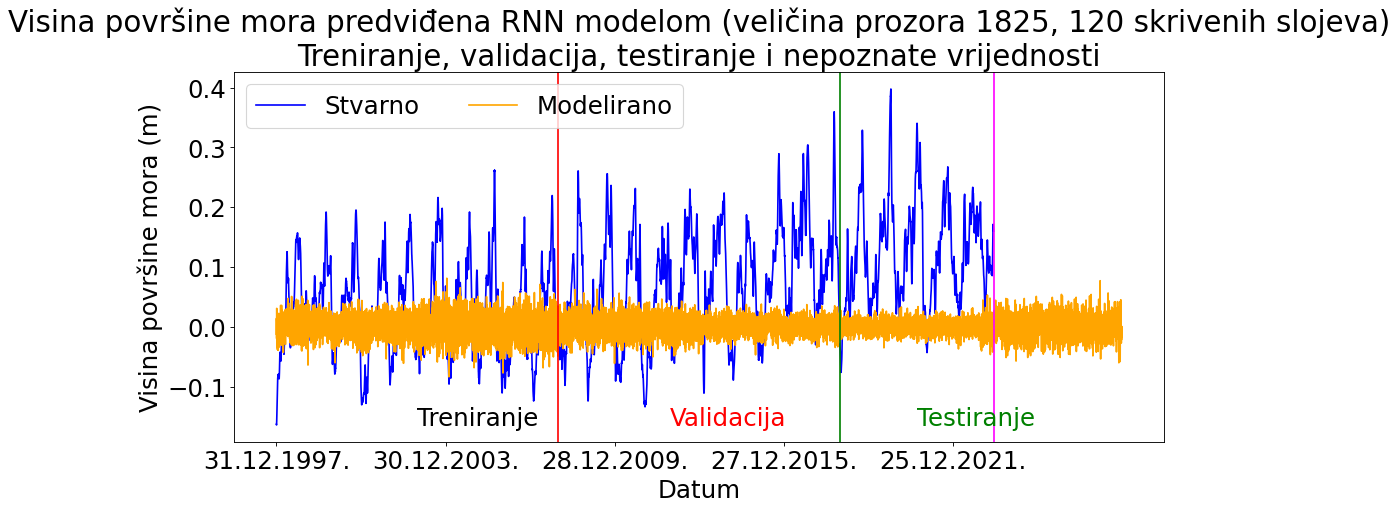 Visina površine mora predviđena RNN modelom (veličina prozora 1825, 120 skrivenih slojeva)
Treniranje, validacija, testiranje i nepoznate vrijednosti
Stvarno Modelirano
Visina površine mora (m)
0.4
0.3
0.2
0.1
0.0
−0.1
Treniranje Validacija Testiranje
31.12.1997. 30.12.2003. 28.12.2009. 27.12.2015. 25.12.2021.
Datum